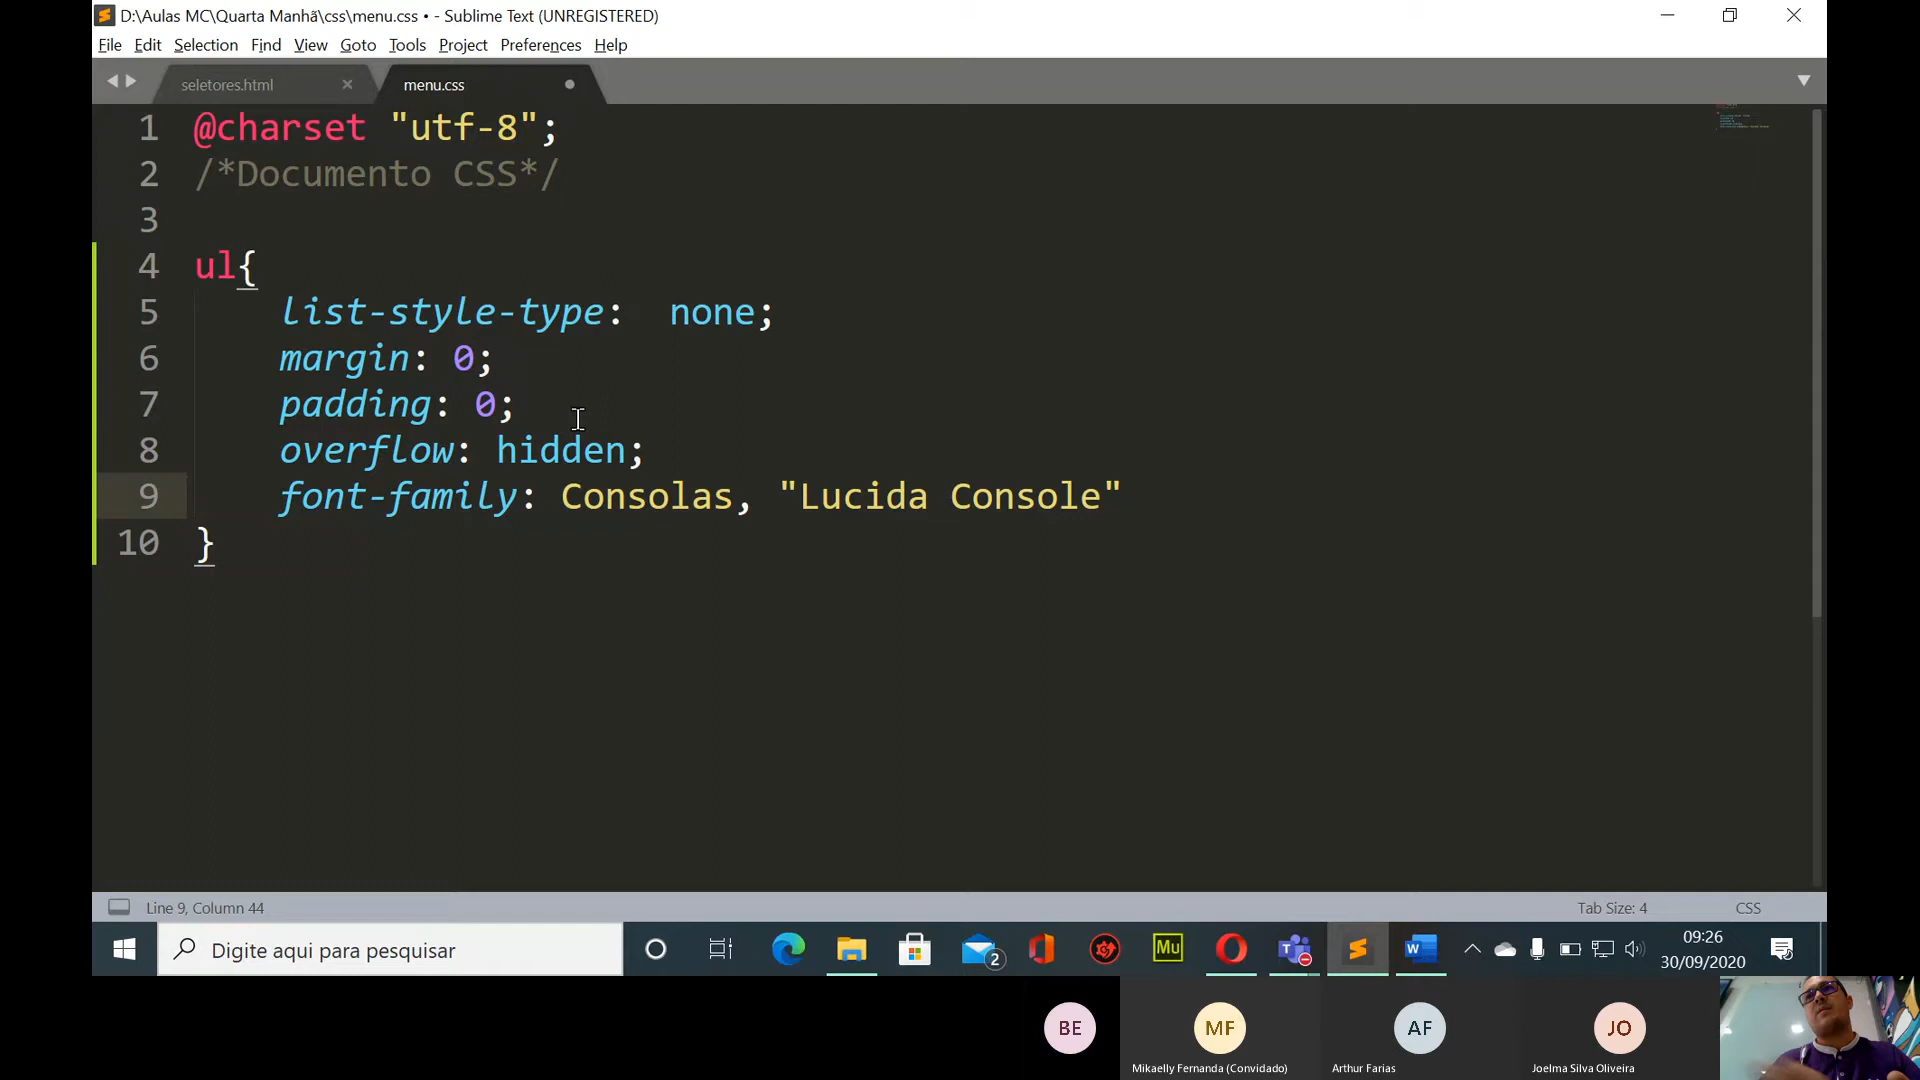 D:\Aulas MC\Quarta Manhã\css\menu.css • - Sublime Text (UNREGISTERED)
File Edit Selection Find View Goto Tools Project Preferences Help
seletores.html × menu.css
1 @charset "utf-8";
2 /*Documento CSS*/
3
4 ul{
5 list-style-type:  none;
6 margin: 0;
7 padding: 0;
8 overflow: hidden;
9 font-family: Consolas, "Lucida Console"
10 }
Line 9, Column 44 Tab Size: 4 CSS
Digite aqui para pesquisar 2 Mu W 09:26
30/09/2020
BE MF AF JO
Mikaelly Fernanda (Convidado) Arthur Farias Joelma Silva Oliveira